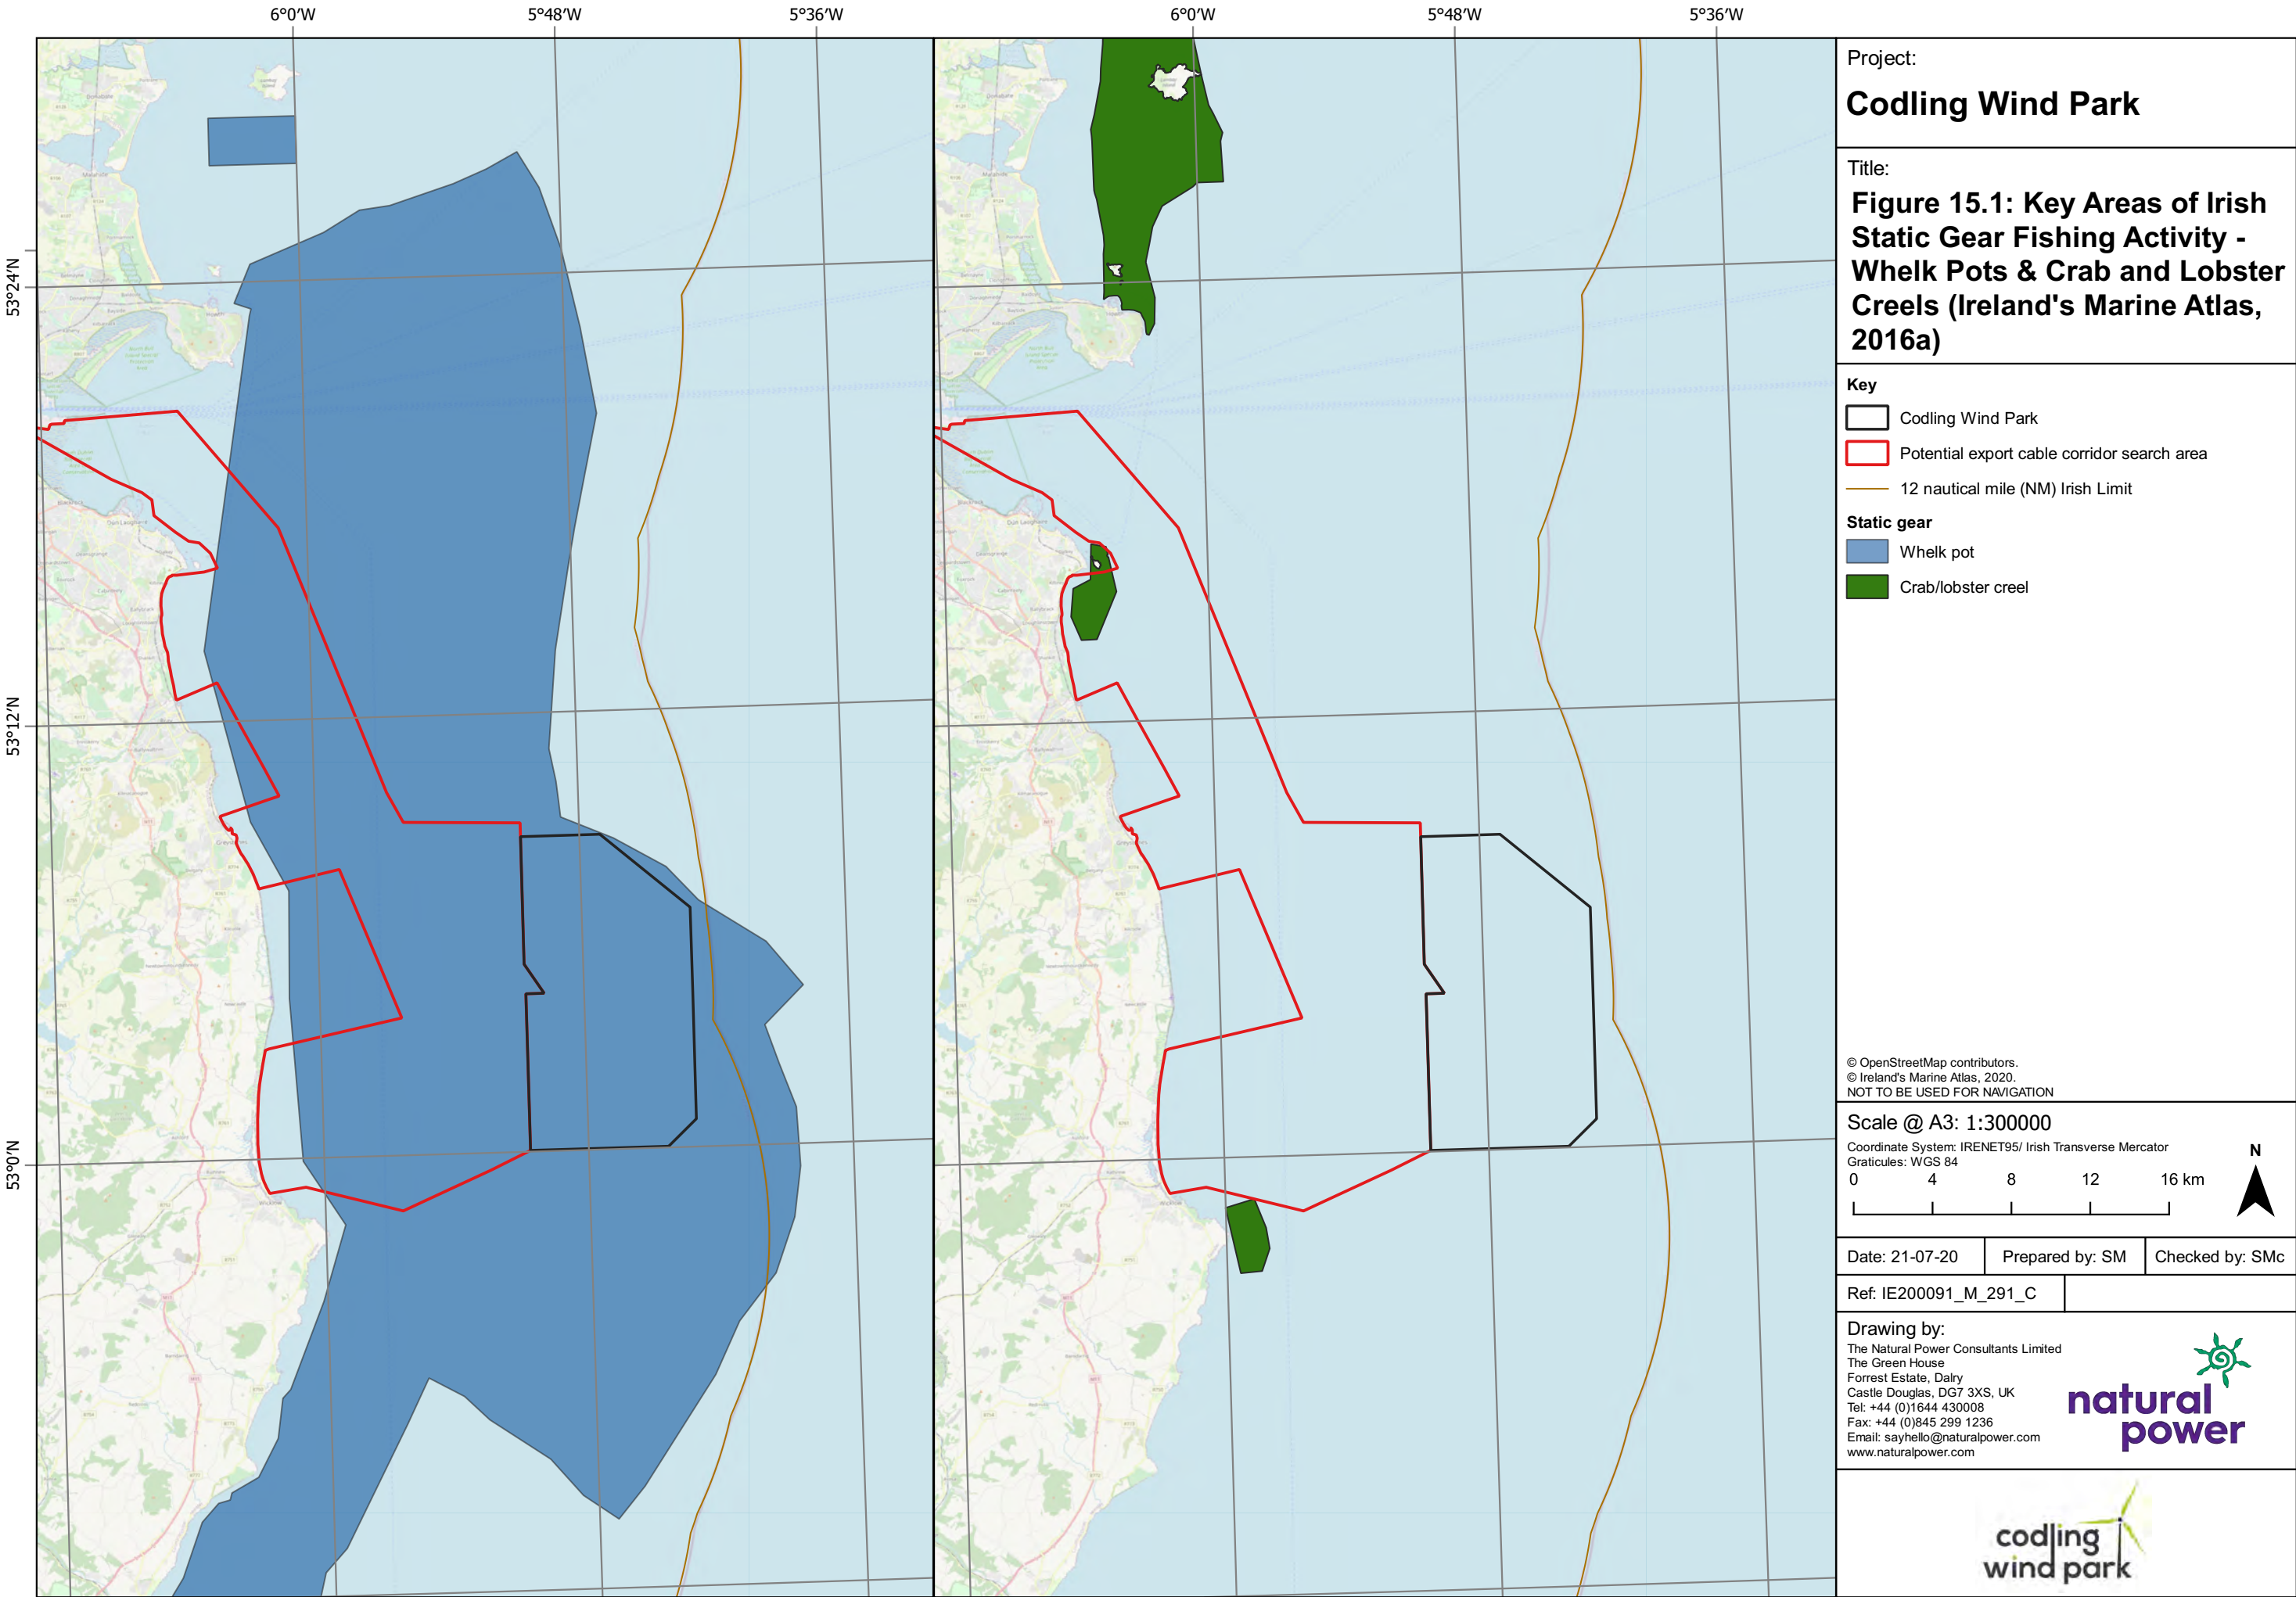 6°0′W
5°48′W
5°36′W
6°0′W
5°48′W
5°36′W
53°24′N
53°12′N
53°0′N
Project:
Codling Wind Park
Title:
Figure 15.1: Key Areas of Irish
Static Gear Fishing Activity -
Whelk Pots & Crab and Lobster
Creels (Ireland's Marine Atlas,
2016a)
Key
Codling Wind Park
Potential export cable corridor search area
12 nautical mile (NM) Irish Limit
Static gear
Whelk pot
Crab/lobster creel
© OpenStreetMap contributors.
© Ireland's Marine Atlas, 2020.
NOT TO BE USED FOR NAVIGATION
Scale @ A3: 1:300000
Coordinate System: IRENET95/ Irish Transverse Mercator
Graticules: WGS 84
0 4 8 12 16 km
N
Date: 21-07-20
Prepared by: SM
Checked by: SMc
Ref: IE200091_M_291_C
Drawing by:
The Natural Power Consultants Limited
The Green House
Forrest Estate, Dalry
Castle Douglas, DG7 3XS, UK
Tel: +44 (0)1644 430008
Fax: +44 (0)845 299 1236
Email: sayhello@naturalpower.com
www.naturalpower.com
natural
power
codling
wind park